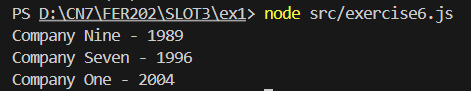 PS D:\CN7\FER202\SLOT3\ex1> node src/exercise6.js
Company Nine - 1989
Company Seven - 1996
Company One - 2004